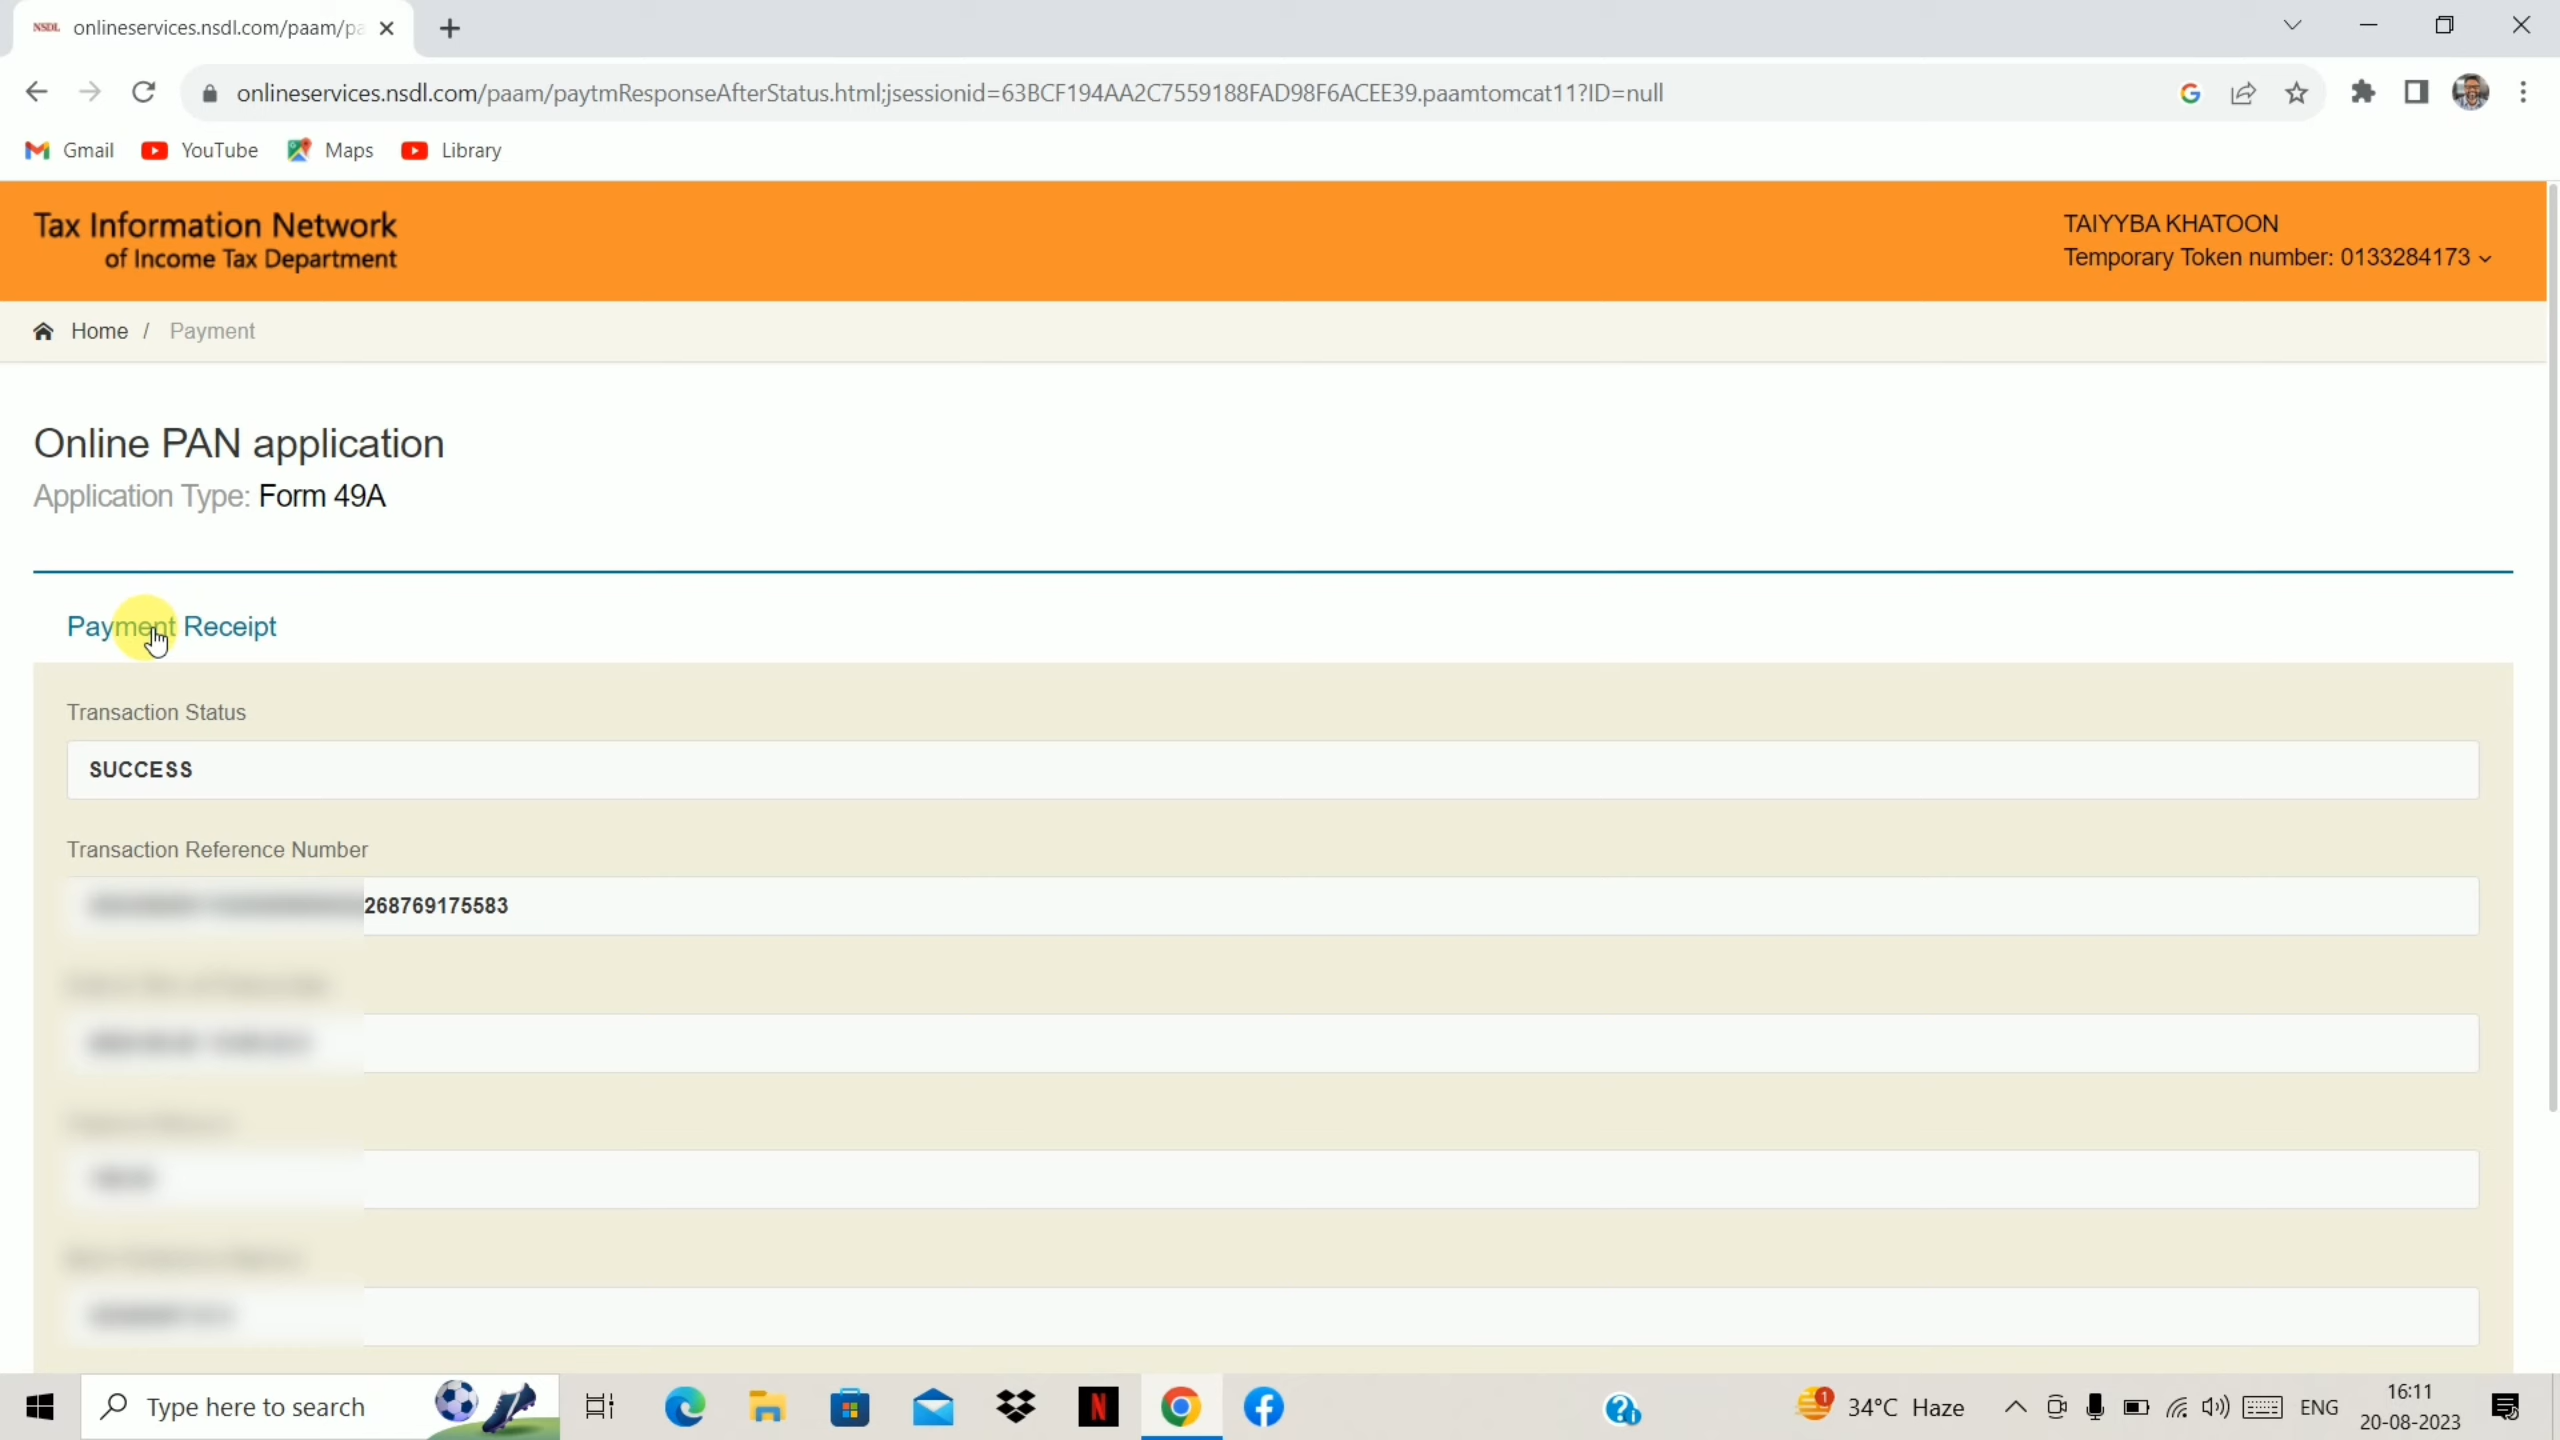 NSDL onlineservices.nsdl.com/paam/pa
onlineservices.nsdl.com/paam/paytmResponseAfterStatus.html;jsessionid=63BCF194AA2C7559188FAD98F6ACEE39.paamtomcat11?ID=null
Gmail YouTube Maps Library
Tax Information Network
of Income Tax Department
TAIYYBA KHATOON
Temporary Token number: 0133284173
Home / Payment
Online PAN application
Application Type: Form 49A
Payment Receipt
Transaction Status
SUCCESS
Transaction Reference Number
268769175583
Type here to search
1 34°C Haze ENG
16:11
20-08-2023